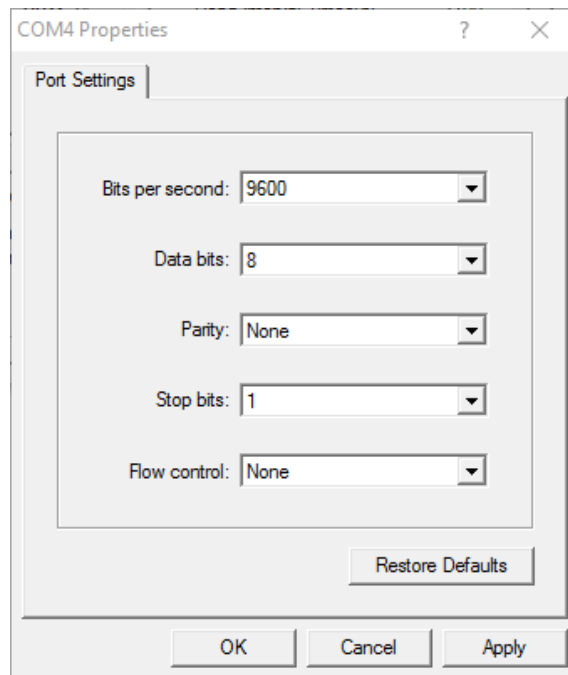 COM4 Properties ?
Port Settings
Bits per second: 9600
Data bits: 8
Parity: None
Stop bits: 1
Flow control: None
Restore Defaults
OK Cancel Apply